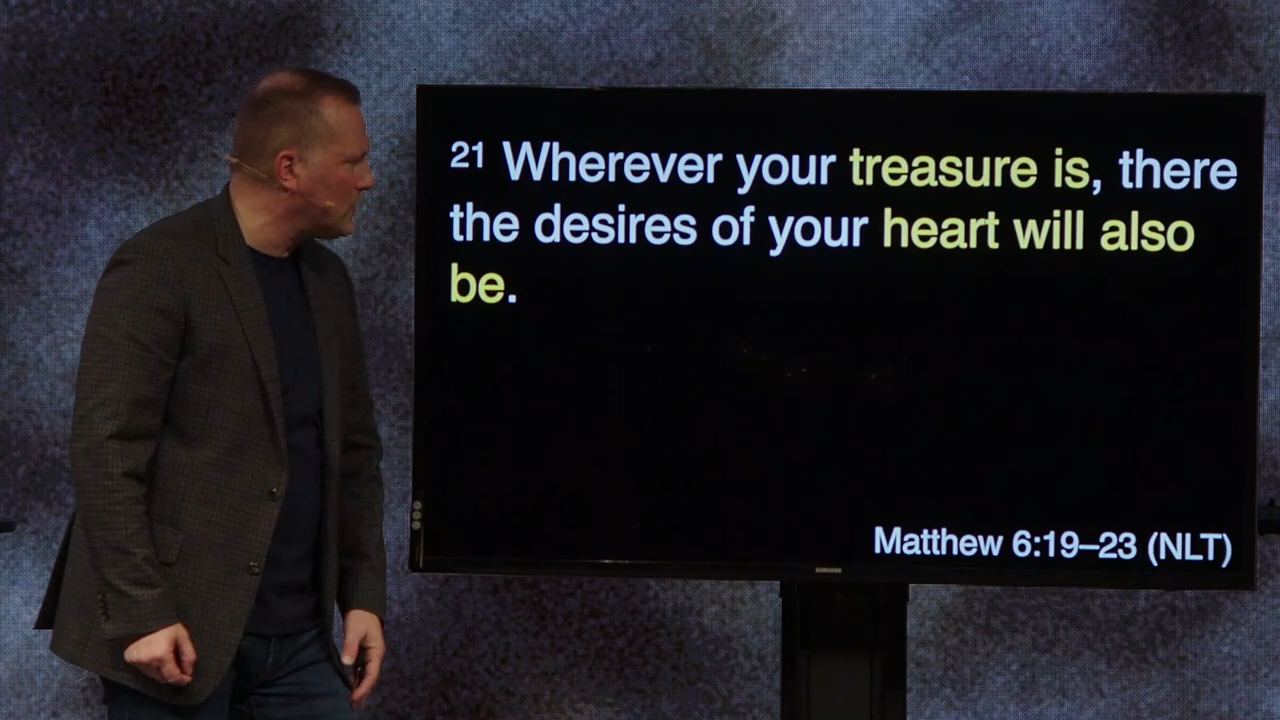 21 Wherever your treasure is, there
the desires of your heart will also
be.
Matthew 6:19–23 (NLT)
SAMSUNG